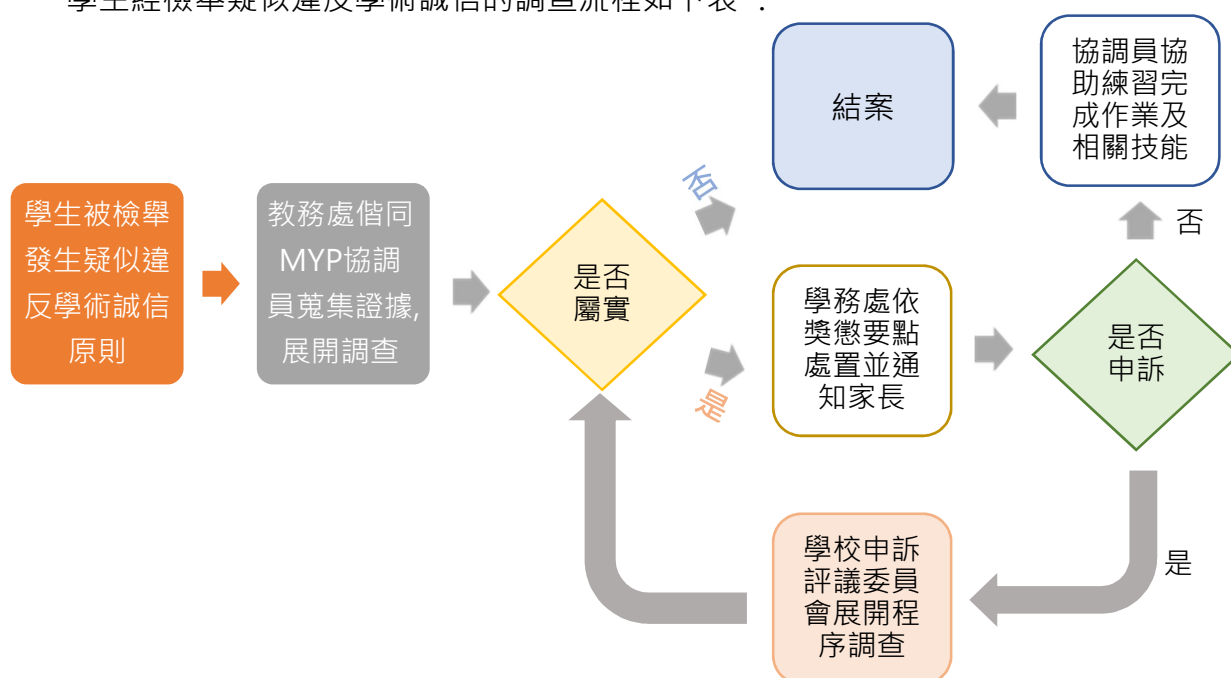 學生經檢舉疑似違反學術誠信的調查流程如下表：
學生被檢舉
發生疑似違
反學術誠信
原則
教務處偕同
MYP協調
員蒐集證據,
展開調查
是否
屬實
否
結案
是
學務處依
獎懲要點
處置並通
知家長
是否
申訴
否
協調員協
助練習完
成作業及
相關技能
是
學校申訴
評議委員
會展開程
序調查